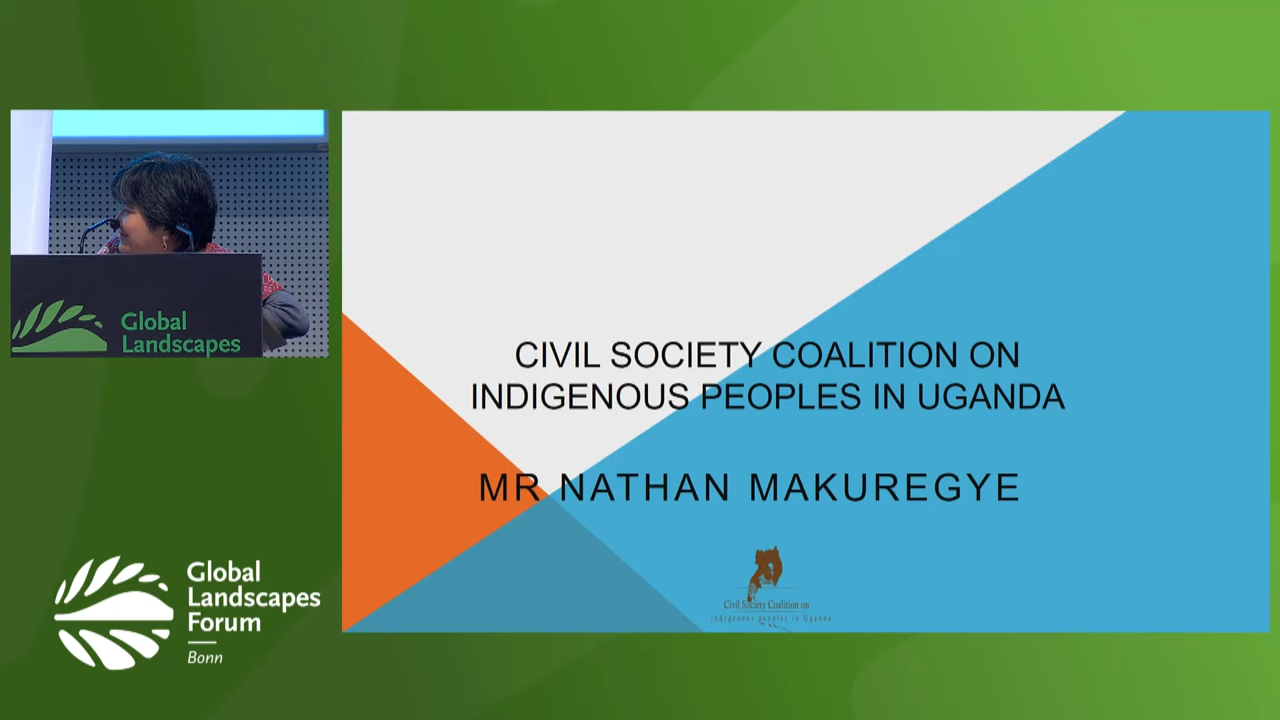 Global
Landscapes
CIVIL SOCIETY COALITION ON
INDIGENOUS PEOPLES IN UGANDA
MR NATHAN MAKUREGYE
Civil Society Coalition on
indigenous peoples in Uganda
Global
Landscapes
Forum
Bonn